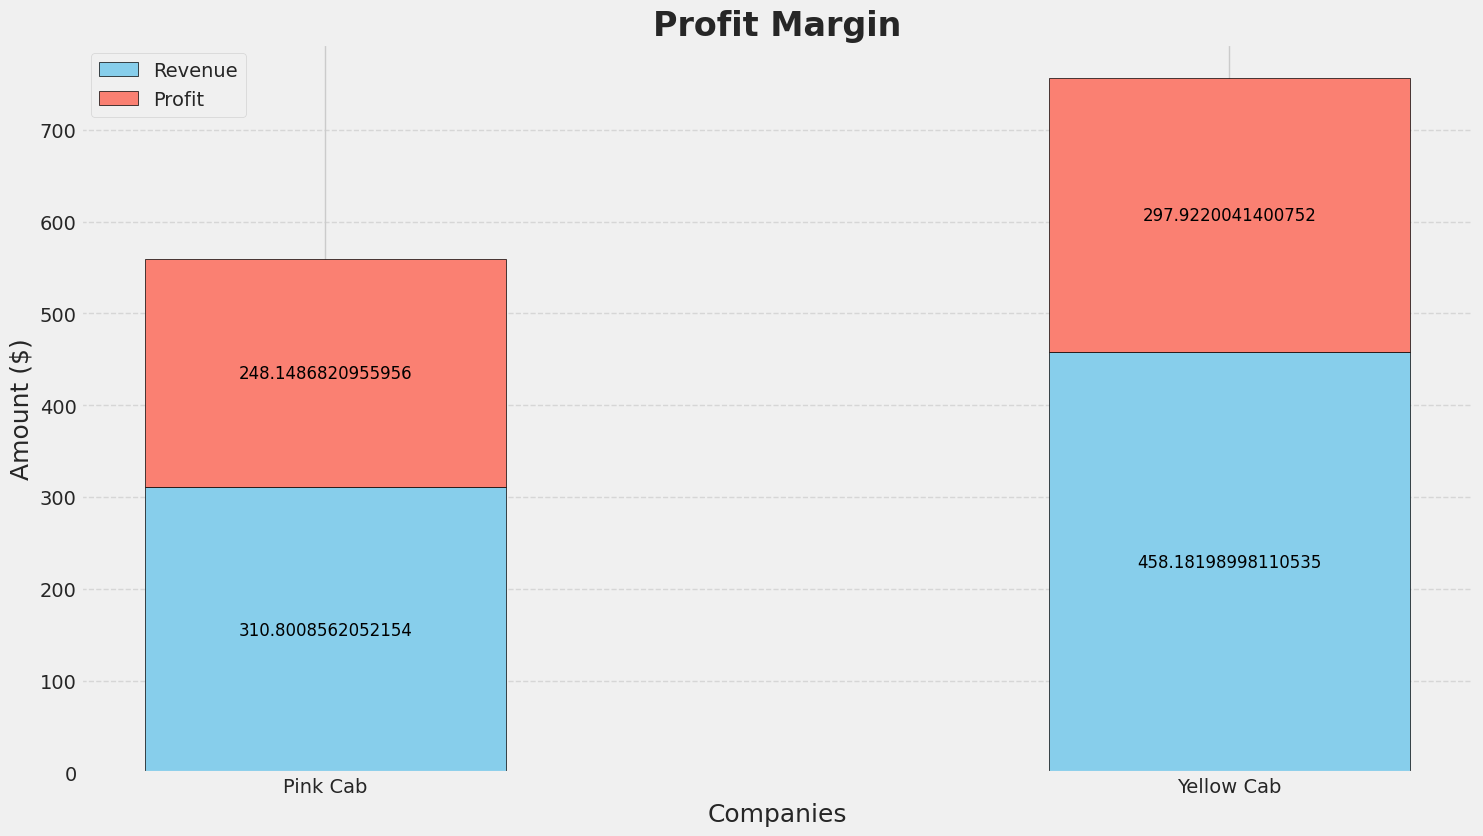 Profit Margin
Revenue
Profit
700
600
500
400
300
200
100
0
Amount ($)
297.9220041400752
248.1486820955956
458.18198998110535
310.8008562052154
Pink Cab
Yellow Cab
Companies